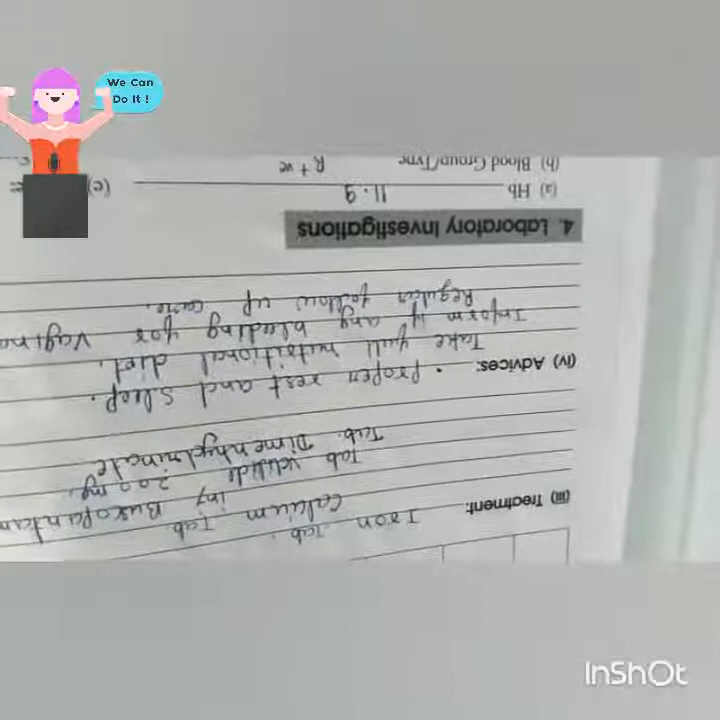 We Can
Do It !
(iii) Treatment: Iron Tab.
Calcium inj Tab
Tab 200 mg.
Tab. Dimenhydrinate
(iv) Advices: • Proper rest and sleep.
Take full nutritional diet.
Inform if any bleeding for Vagina
Regular follow up care.
4. Laboratory Investigations
(a) Hb 11.9 (c)
(b) Blood Group/Type R +ve
InShOt